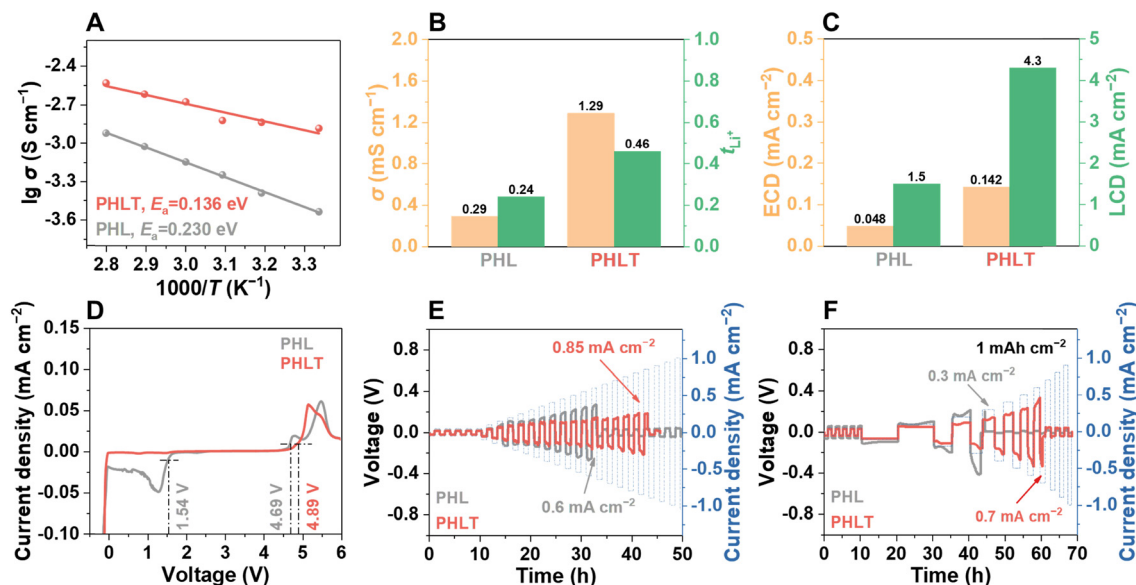 A
lg σ (S cm⁻¹)
-2.4
-2.7
-3.0
-3.3
-3.6
PHLT, Eₐ=0.136 eV
PHL, Eₐ=0.230 eV
2.8 2.9 3.0 3.1 3.2 3.3
1000/T (K⁻¹)
B
σ (mS cm⁻¹)
2.0
1.6
1.2
0.8
0.4
0.0
0.29
0.24
1.29
0.46
1.0
0.8
0.6
0.4
0.2
0.0
t Li⁺
PHL PHLT
C
ECD (mA cm⁻²)
0.5
0.4
0.3
0.2
0.1
0.0
0.048
1.5
0.142
4.3
5
4
3
2
1
0
LCD (mA cm⁻²)
PHL PHLT
D
Current density (mA cm⁻²)
0.15
0.10
0.05
0.00
-0.05
-0.10
PHL
PHLT
1.54 V
4.69 V
4.89 V
0 1 2 3 4 5 6
Voltage (V)
E
Voltage (V)
0.8
0.4
0.0
-0.4
-0.8
0.85 mA cm⁻²
0.6 mA cm⁻²
PHL
PHLT
1.0
0.5
0.0
-0.5
-1.0
Current density (mA cm⁻²)
0 10 20 30 40 50
Time (h)
F
Voltage (V)
0.8
0.4
0.0
-0.4
-0.8
1 mAh cm⁻²
0.3 mA cm⁻²
PHL
PHLT
0.7 mA cm⁻²
1.0
0.5
0.0
-0.5
-1.0
Current density (mA cm⁻²)
0 10 20 30 40 50 60 70
Time (h)